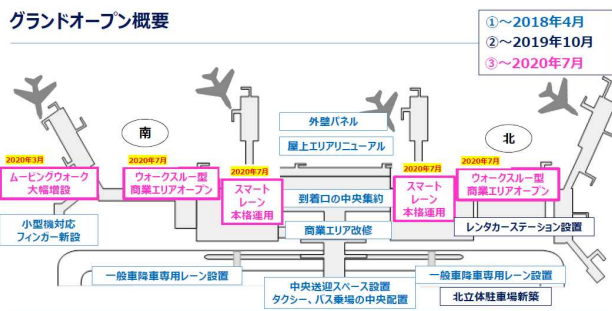 グランドオープン概要
①～2018年4月
②～2019年10月
③～2020年7月
南
北
外壁パネル
屋上エリアリニューアル
2020年3月
ムービングウォーク
大幅増設
2020年7月
ウォークスルー型
商業エリアオープン
2020年7月
スマート
レーン
本格運用
到着口の中央集約
2020年7月
スマート
レーン
本格運用
2020年7月
ウォークスルー型
商業エリアオープン
小型機対応
フィンガー新設
商業エリア改修
レンタカーステーション設置
一般車降車専用レーン設置
中央送迎スペース設置
タクシー、バス乗場の中央配置
一般車降車専用レーン設置
北立体駐車場新築